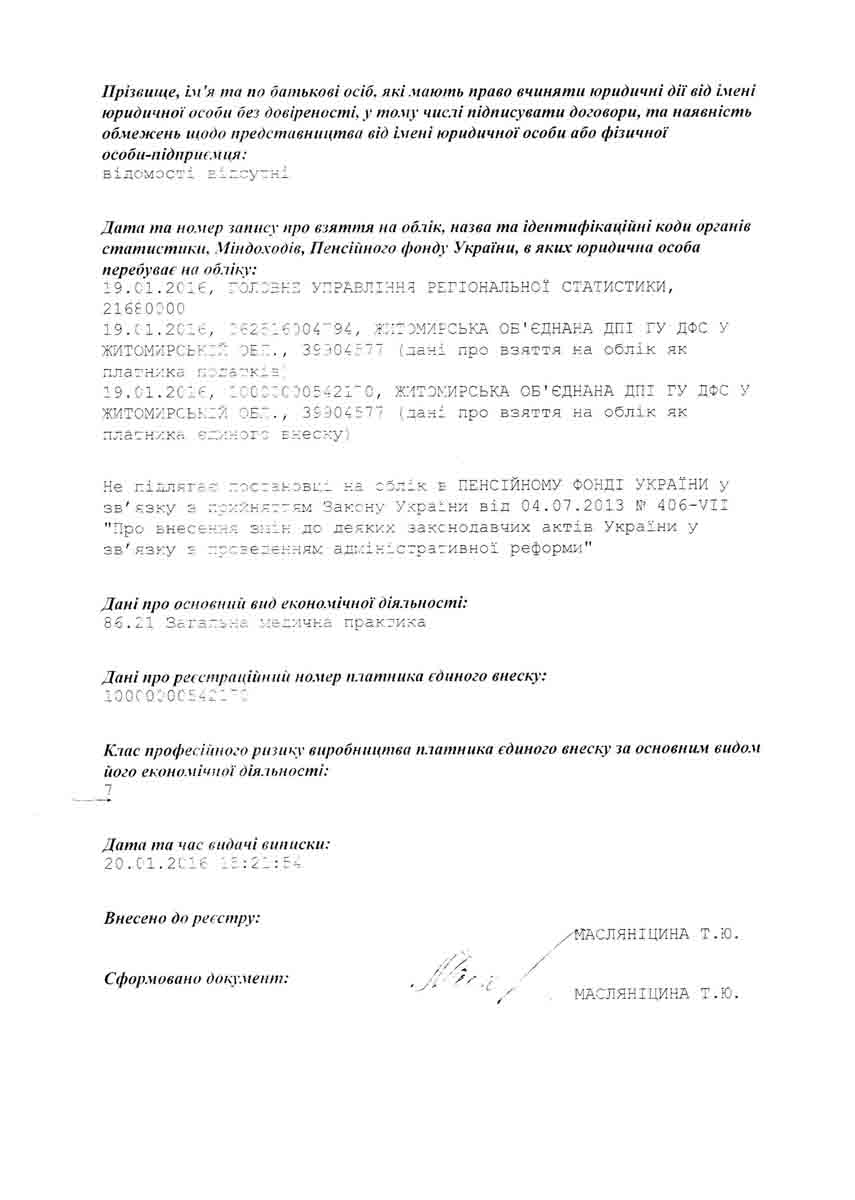 Прізвище, ім'я та по батькові осіб, які мають право вчиняти юридичні дії від імені
юридичної особи без довіреності, у тому числі підписувати договори, та наявність
обмежень щодо представництва від імені юридичної особи або фізичної
особи-підприємця:
відомості відсутні
Дата та номер запису про взяття на облік, назва та ідентифікаційні коди органів
статистики, Міндоходів, Пенсійного фонду України, в яких юридична особа
перебуває на обліку:
19.01.2016, ГОЛОВНЕ УПРАВЛІННЯ РЕГІОНАЛЬНОЇ СТАТИСТИКИ,
21680000
19.01.2016, ЖИТОМИРСЬКА ОБ'ЄДНАНА ДПІ ГУ ДФС У
ЖИТОМИРСЬКІЙ ОБЛ., 39904577 (дані про взяття на облік як
платника податків)
19.01.2016, ЖИТОМИРСЬКА ОБ'ЄДНАНА ДПІ ГУ ДФС У
ЖИТОМИРСЬКІЙ ОБЛ., 39904577 (дані про взяття на облік як
платника єдиного внеску)
Не підлягає постановці на облік в ПЕНСІЙНОМУ ФОНДІ УКРАЇНИ у
зв'язку з прийняттям Закону України від 04.07.2013 № 406-VII
"Про внесення змін до деяких законодавчих актів України у
зв'язку з проведенням адміністративної реформи"
Дані про основний вид економічної діяльності:
86.21 Загальна медична практика
Дані про реєстраційний номер платника єдиного внеску:
Клас професійного ризику виробництва платника єдиного внеску за основним видом
його економічної діяльності:
7
Дата та час видачі виписки:
20.01.2016
Внесено до реєстру:
МАСЛЯНІЦИНА Т.Ю.
Сформовано документ:
МАСЛЯНІЦИНА Т.Ю.